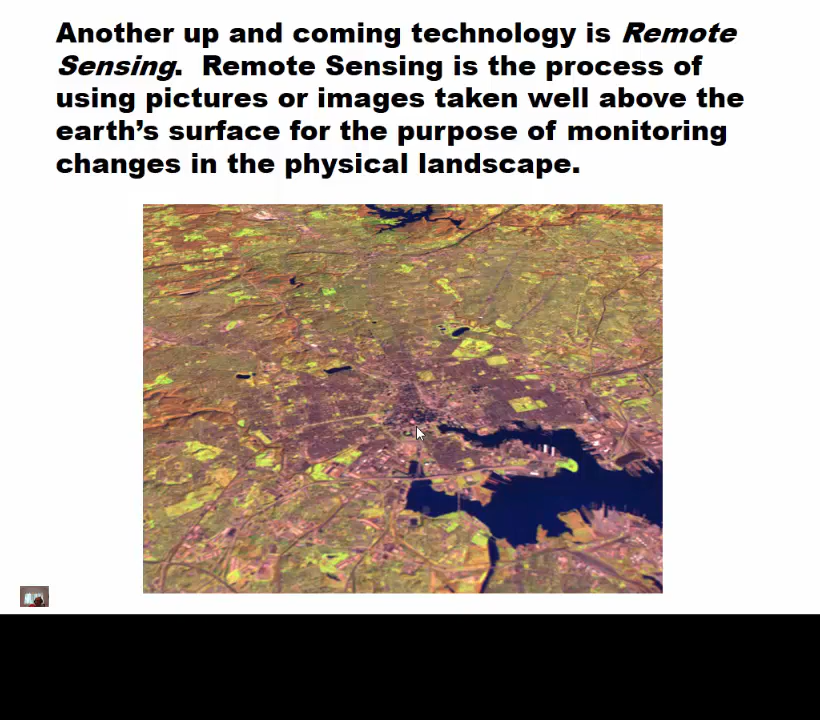 Another up and coming technology is Remote
Sensing.  Remote Sensing is the process of
using pictures or images taken well above the
earth’s surface for the purpose of monitoring
changes in the physical landscape.